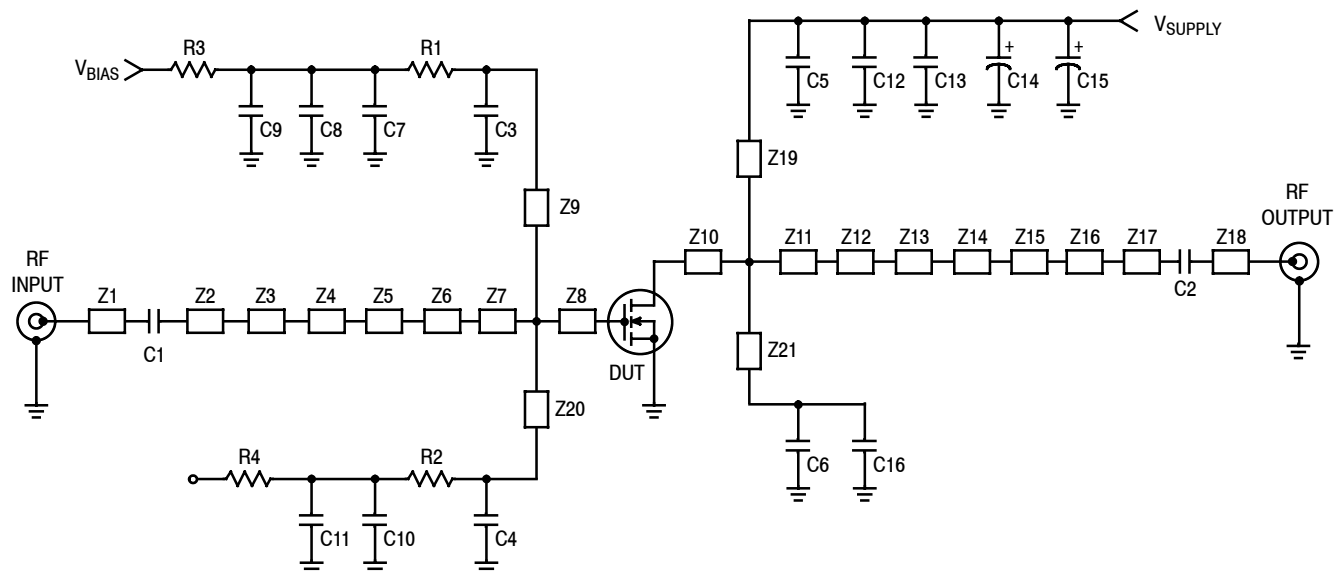 V_SUPPLY
R3
R1
V_BIAS
+
+
C5
C12
C13
C14
C15
C9
C8
C7
C3
Z19
Z9
RF
OUTPUT
Z10
Z11
Z12
Z13
Z14
Z15
Z16
Z17
Z18
RF
INPUT
C2
Z1
Z2
Z3
Z4
Z5
Z6
Z7
Z8
Z21
C1
DUT
Z20
R4
R2
C6
C16
C11
C10
C4